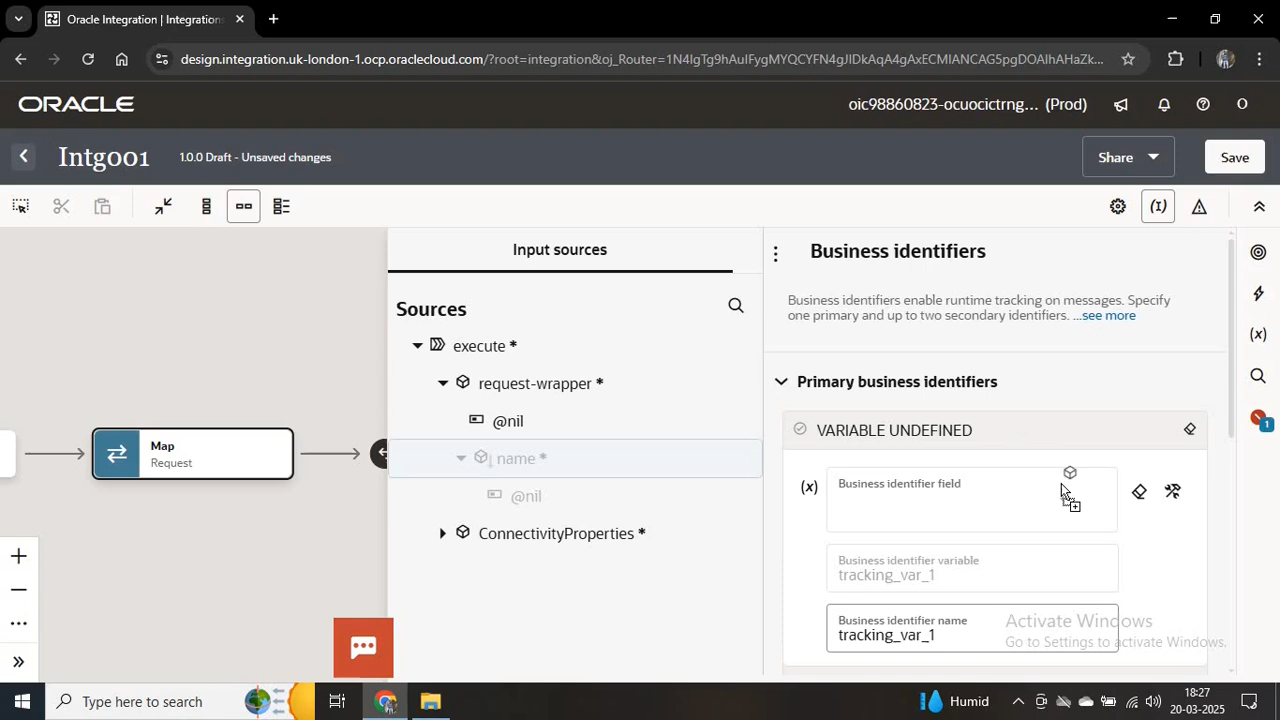 Oracle Integration | Integrations
design.integration.uk-london-1.ocp.oraclecloud.com/?root=integration&oj_Router=1N4IgTg9hAuIFygMYQCYFN4gJIDkAqA4gAxECMIANCAG5pgDOAIhAHaZk...
ORACLE
oic98860823-ocuocictrng... (Prod)
O
Intg001
1.0.0 Draft - Unsaved changes
Share
Save
Input sources
Business identifiers
Business identifiers enable runtime tracking on messages. Specify
one primary and up to two secondary identifiers. ...see more
Sources
execute *
Primary business identifiers
request-wrapper *
@nil
VARIABLE UNDEFINED
Map
Request
name *
(x)
Business identifier field
@nil
ConnectivityProperties *
Business identifier variable
tracking_var_1
Business identifier name
tracking_var_1
Activate Windows
Go to Settings to activate Windows.
(I)
(x)
1
Type here to search
Humid
18:27
20-03-2025